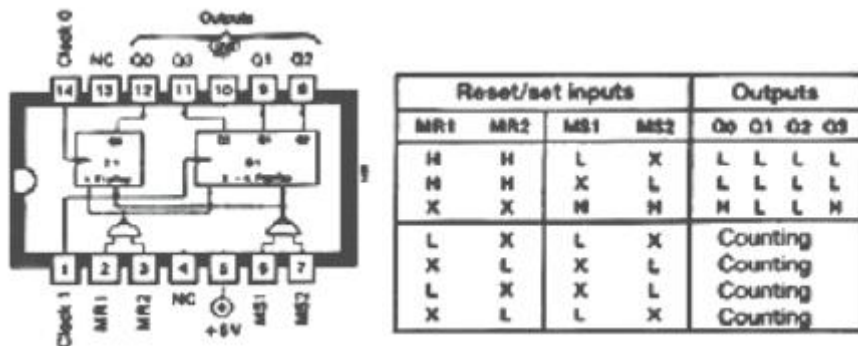 Outputs
Clock 0 NC Q0 Q3 Q1 Q2
14 13 12 11 10 9 8
1 2 3 4 5 6 7
Clock 1 MR1 MR2 NC MS1 MS2
Reset/set inputs Outputs
MR1 MR2 MS1 MS2 Q0 Q1 Q2 Q3
H H L X L L L L
H H X L L L L L
X X H H H L L H
L X L X Counting
X L X L Counting
L X X L Counting
X L L X Counting